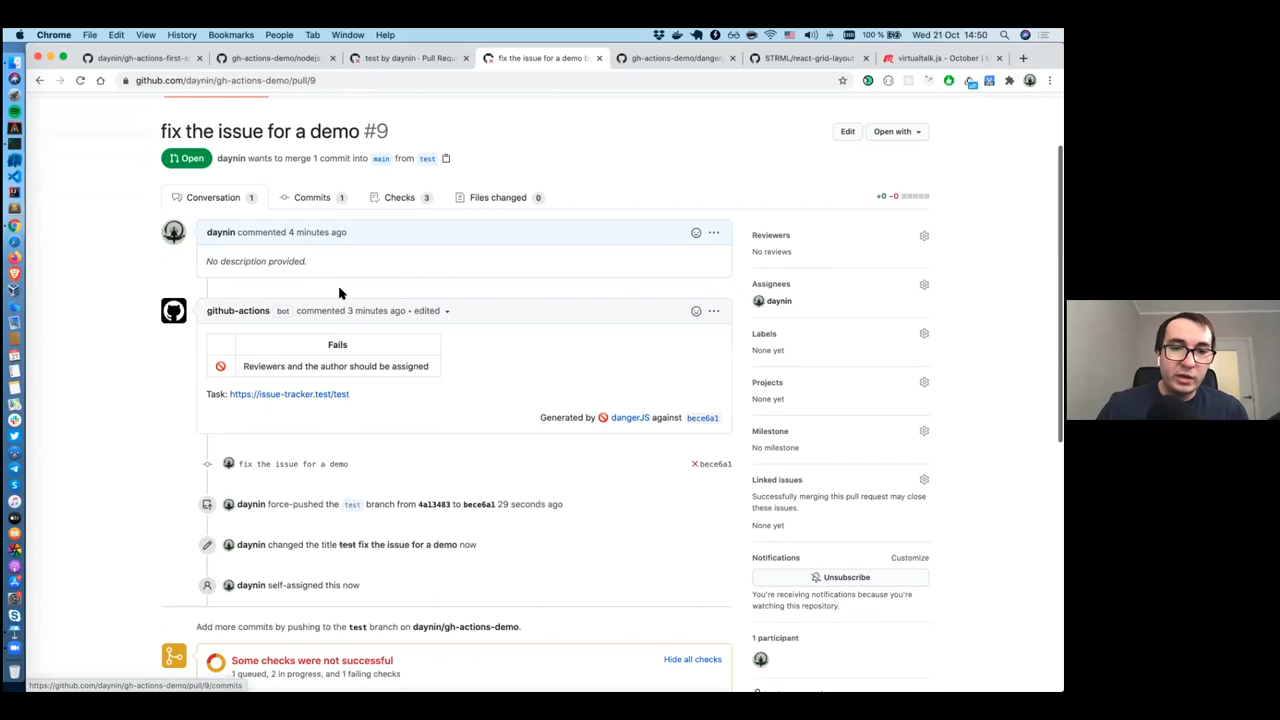 Chrome File Edit View History Bookmarks People Tab Window Help 100 % Wed 21 Oct 14:50
daynin/gh-actions-first-a gh-actions-demo/nodejs. test by daynin · Pull Requ fix the issue for a demo b gh-actions-demo/danger STRML/react-grid-layout virtualtalk.js - October |
github.com/daynin/gh-actions-demo/pull/9
fix the issue for a demo #9
Edit Open with
Open daynin wants to merge 1 commit into main from test
Conversation 1 Commits 1 Checks 3 Files changed 0 +0 −0
daynin commented 4 minutes ago
No description provided.
github-actions bot commented 3 minutes ago • edited
Fails
Reviewers and the author should be assigned
Task: https://issue-tracker.test/test
Generated by dangerJS against bece6a1
fix the issue for a demo bece6a1
daynin force-pushed the test branch from 4a13483 to bece6a1 29 seconds ago
daynin changed the title test fix the issue for a demo now
daynin self-assigned this now
Add more commits by pushing to the test branch on daynin/gh-actions-demo.
Some checks were not successful Hide all checks
1 queued, 2 in progress, and 1 failing checks
Reviewers
No reviews
Assignees
daynin
Labels
None yet
Projects
None yet
Milestone
No milestone
Linked issues
Successfully merging this pull request may close
these issues.
None yet
Notifications Customize
Unsubscribe
You're receiving notifications because you're
watching this repository.
1 participant
https://github.com/daynin/gh-actions-demo/pull/9/commits